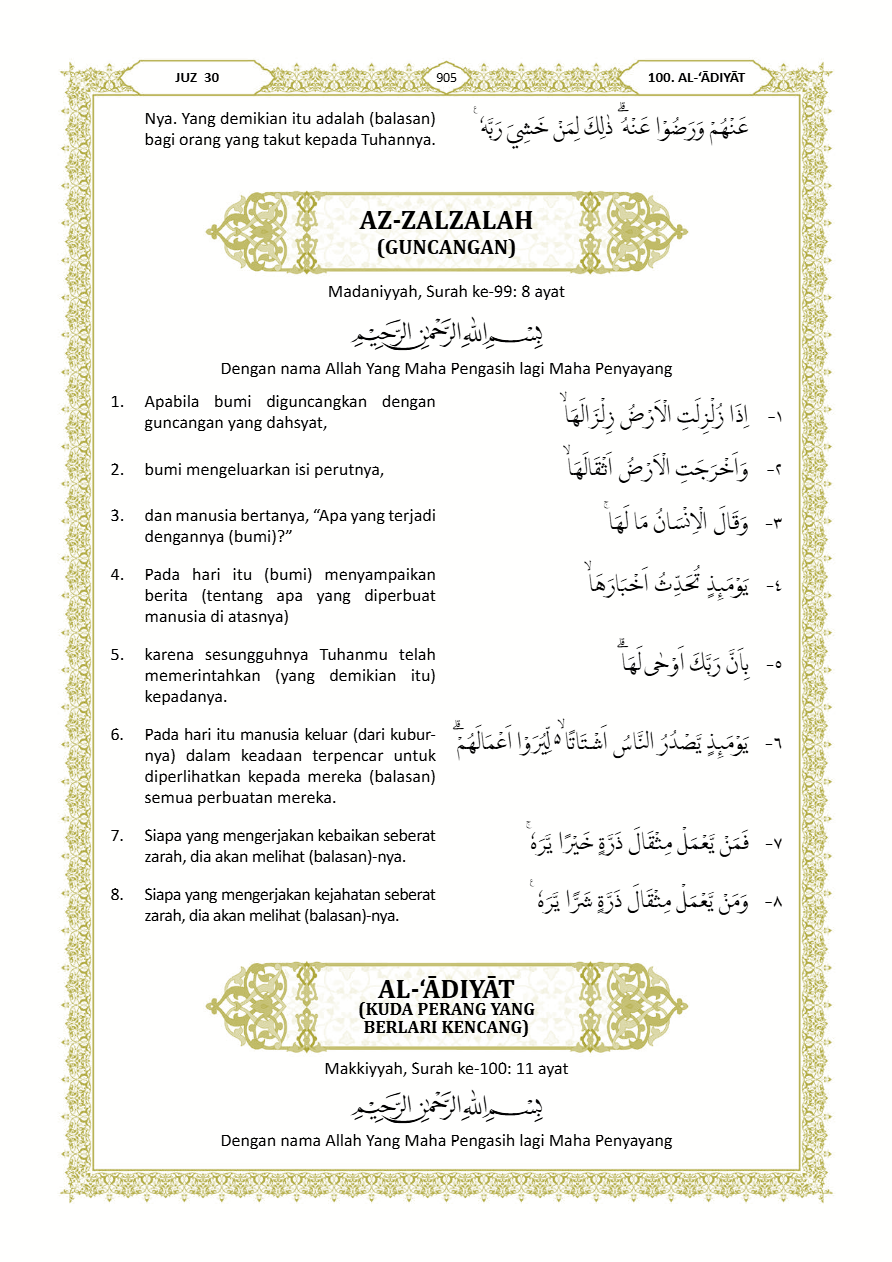 JUZ 30
905
100. AL-‘ĀDIYĀT
Nya. Yang demikian itu adalah (balasan)
bagi orang yang takut kepada Tuhannya.
عَنْهُمْ وَرَضُوْا عَنْهُ ۗ ذٰلِكَ لِمَنْ خَشِيَ رَبَّهٗ ࣖ
AZ-ZALZALAH
(GUNCANGAN)
Madaniyyah, Surah ke-99: 8 ayat
بِسْمِ اللّٰهِ الرَّحْمٰنِ الرَّحِيْمِ
Dengan nama Allah Yang Maha Pengasih lagi Maha Penyayang
1. Apabila bumi diguncangkan dengan
guncangan yang dahsyat,
١- اِذَا زُلْزِلَتِ الْاَرْضُ زِلْزَالَهَاۙ
2. bumi mengeluarkan isi perutnya,
٢- وَاَخْرَجَتِ الْاَرْضُ اَثْقَالَهَاۙ
3. dan manusia bertanya, “Apa yang terjadi
dengannya (bumi)?”
٣- وَقَالَ الْاِنْسَانُ مَا لَهَاۚ
4. Pada hari itu (bumi) menyampaikan
berita (tentang apa yang diperbuat
manusia di atasnya)
٤- يَوْمَىِٕذٍ تُحَدِّثُ اَخْبَارَهَاۙ
5. karena sesungguhnya Tuhanmu telah
memerintahkan (yang demikian itu)
kepadanya.
٥- بِاَنَّ رَبَّكَ اَوْحٰى لَهَاۗ
6. Pada hari itu manusia keluar (dari kubur-
nya) dalam keadaan terpencar untuk
diperlihatkan kepada mereka (balasan)
semua perbuatan mereka.
٦- يَوْمَىِٕذٍ يَّصْدُرُ النَّاسُ اَشْتَاتًا ەۙ لِّيُرَوْا اَعْمَالَهُمْۗ
7. Siapa yang mengerjakan kebaikan seberat
zarah, dia akan melihat (balasan)-nya.
٧- فَمَنْ يَّعْمَلْ مِثْقَالَ ذَرَّةٍ خَيْرًا يَّرَهٗۚ
8. Siapa yang mengerjakan kejahatan seberat
zarah, dia akan melihat (balasan)-nya.
٨- وَمَنْ يَّعْمَلْ مِثْقَالَ ذَرَّةٍ شَرًّا يَّرَهٗ ࣖ
AL-‘ĀDIYĀT
(KUDA PERANG YANG
BERLARI KENCANG)
Makkiyyah, Surah ke-100: 11 ayat
بِسْمِ اللّٰهِ الرَّحْمٰنِ الرَّحِيْمِ
Dengan nama Allah Yang Maha Pengasih lagi Maha Penyayang